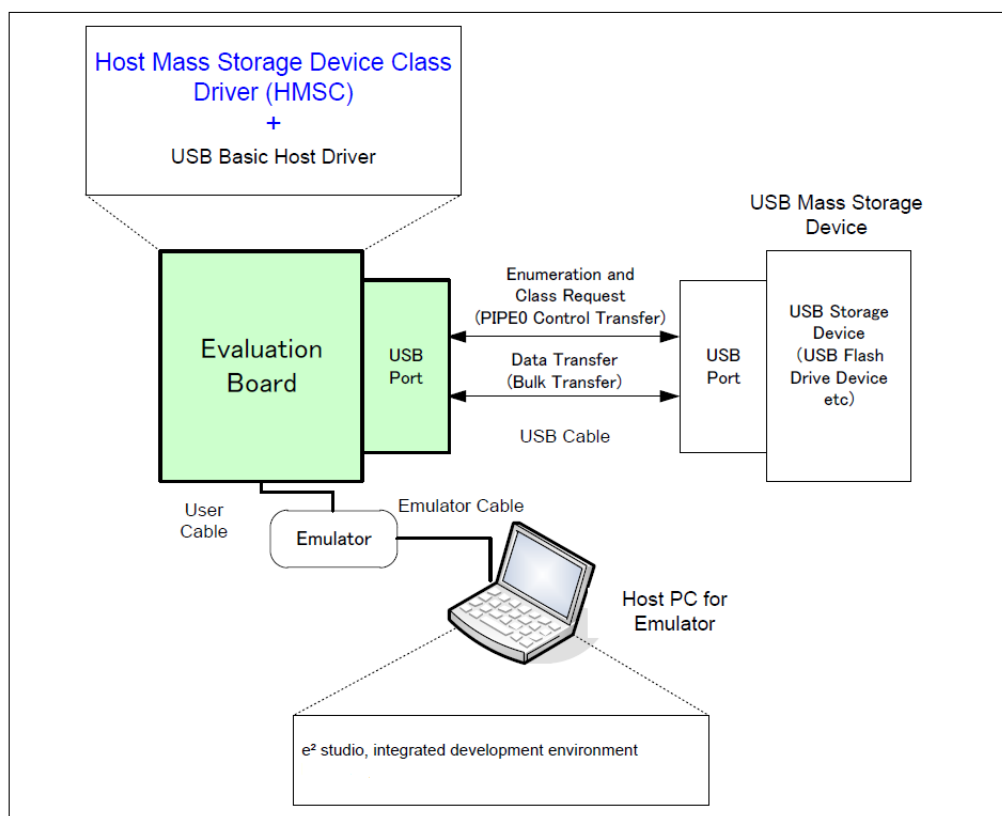 Host Mass Storage Device Class
Driver (HMSC)
+
USB Basic Host Driver
USB Mass Storage
Device
Evaluation
Board
USB
Port
Enumeration and
Class Request
(PIPE0 Control Transfer)
Data Transfer
(Bulk Transfer)
USB Cable
USB
Port
USB Storage
Device
(USB Flash
Drive Device
etc)
User
Cable
Emulator Cable
Emulator
Host PC for
Emulator
e² studio, integrated development environment